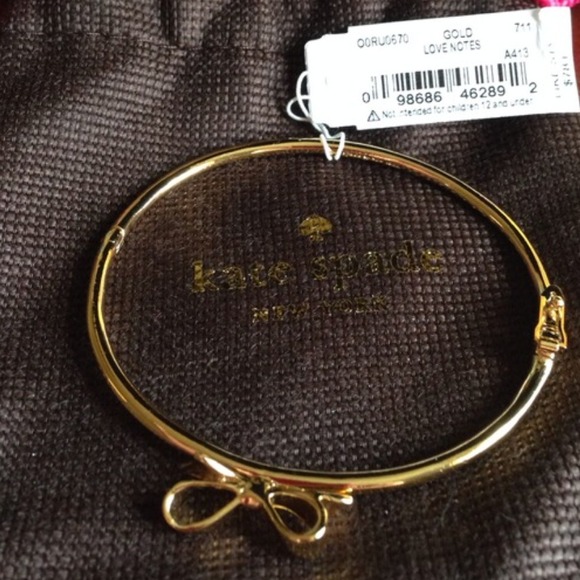 O0RU0670 GOLD 711
LOVE NOTES A413
0 98686 46289 2
⚠ Not intended for children 12 and under
kate spade
NEW YORK